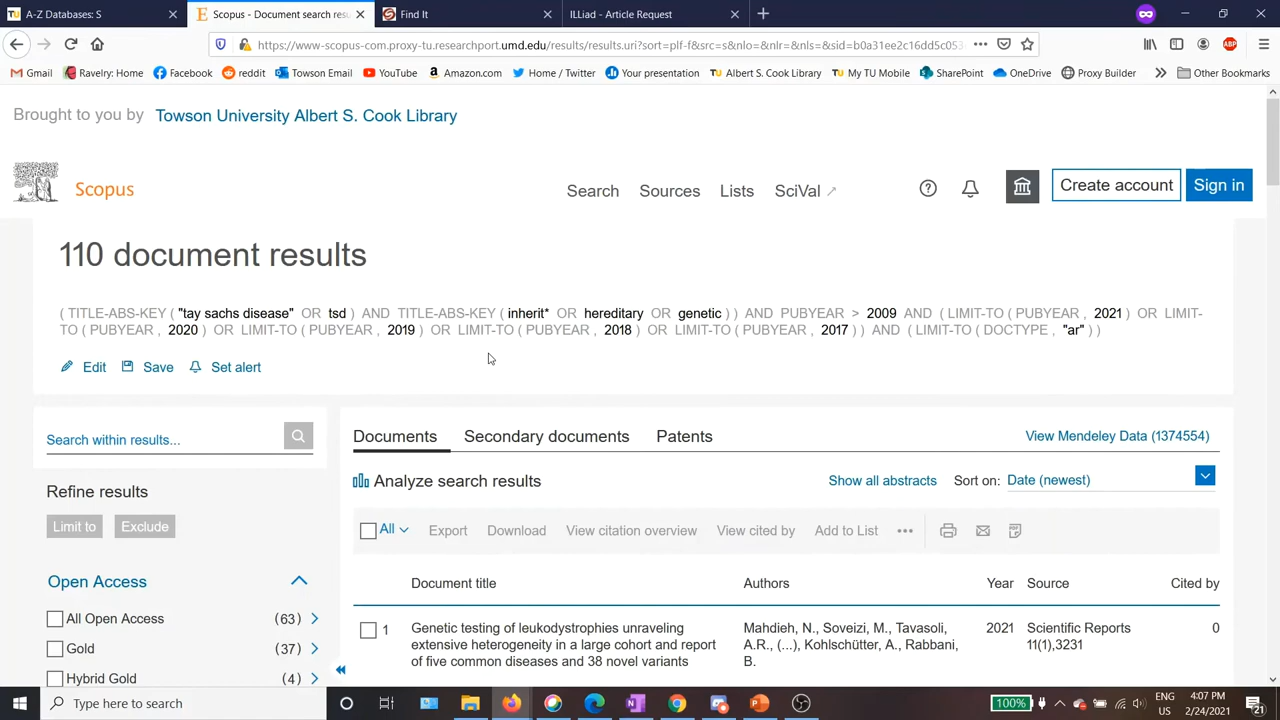 A-Z Databases: S
Scopus - Document search resu
Find It
ILLiad - Article Request
https://www-scopus-com.proxy-tu.researchport.umd.edu/results/results.uri?sort=plf-f&src=s&nlo=&nlr=&nls=&sid=b0a31ee2c16dd5c053
ABP
Gmail
Ravelry: Home
Facebook
reddit
Towson Email
YouTube
Amazon.com
Home / Twitter
Your presentation
TU Albert S. Cook Library
TU My TU Mobile
SharePoint
OneDrive
Proxy Builder
Other Bookmarks
Brought to you by Towson University Albert S. Cook Library
Scopus
Search Sources Lists SciVal ↗
Create account Sign in
110 document results
( TITLE-ABS-KEY ( "tay sachs disease" OR tsd ) AND TITLE-ABS-KEY ( inherit* OR hereditary OR genetic ) ) AND PUBYEAR > 2009 AND ( LIMIT-TO ( PUBYEAR , 2021 ) OR LIMIT-
TO ( PUBYEAR , 2020 ) OR LIMIT-TO ( PUBYEAR , 2019 ) OR LIMIT-TO ( PUBYEAR , 2018 ) OR LIMIT-TO ( PUBYEAR , 2017 ) ) AND ( LIMIT-TO ( DOCTYPE , "ar" ) )
Edit Save Set alert
Search within results...
Refine results
Limit to Exclude
Open Access
All Open Access (63)
Gold (37)
Hybrid Gold (4)
Documents Secondary documents Patents
View Mendeley Data (1374554)
Analyze search results
Show all abstracts Sort on: Date (newest)
All Export Download View citation overview View cited by Add to List •••
Document title Authors Year Source Cited by
1 Genetic testing of leukodystrophies unraveling
extensive heterogeneity in a large cohort and report
of five common diseases and 38 novel variants
Mahdieh, N., Soveizi, M., Tavasoli,
A.R., (...), Kohlschütter, A., Rabbani,
B.
2021
Scientific Reports
11(1),3231
0
Type here to search
100%
ENG
US
4:07 PM
2/24/2021
21